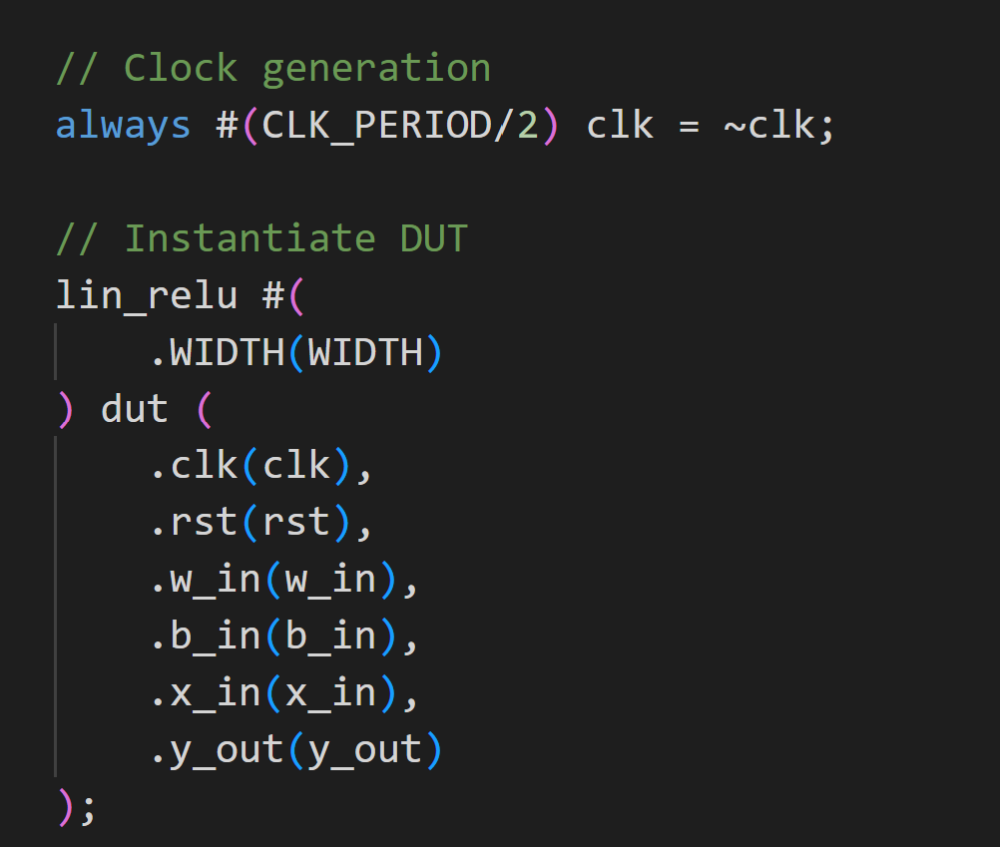 // Clock generation
always #(CLK_PERIOD/2) clk = ~clk;
// Instantiate DUT
lin_relu #(
    .WIDTH(WIDTH)
) dut (
    .clk(clk),
    .rst(rst),
    .w_in(w_in),
    .b_in(b_in),
    .x_in(x_in),
    .y_out(y_out)
);